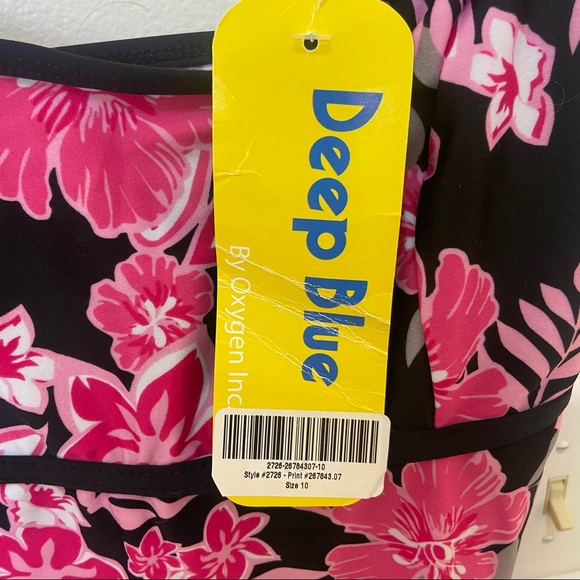 Deep Blue
By Oxygen Inc.
2726-26784307-10
Style #2726 - Print #267843.07
Size 10